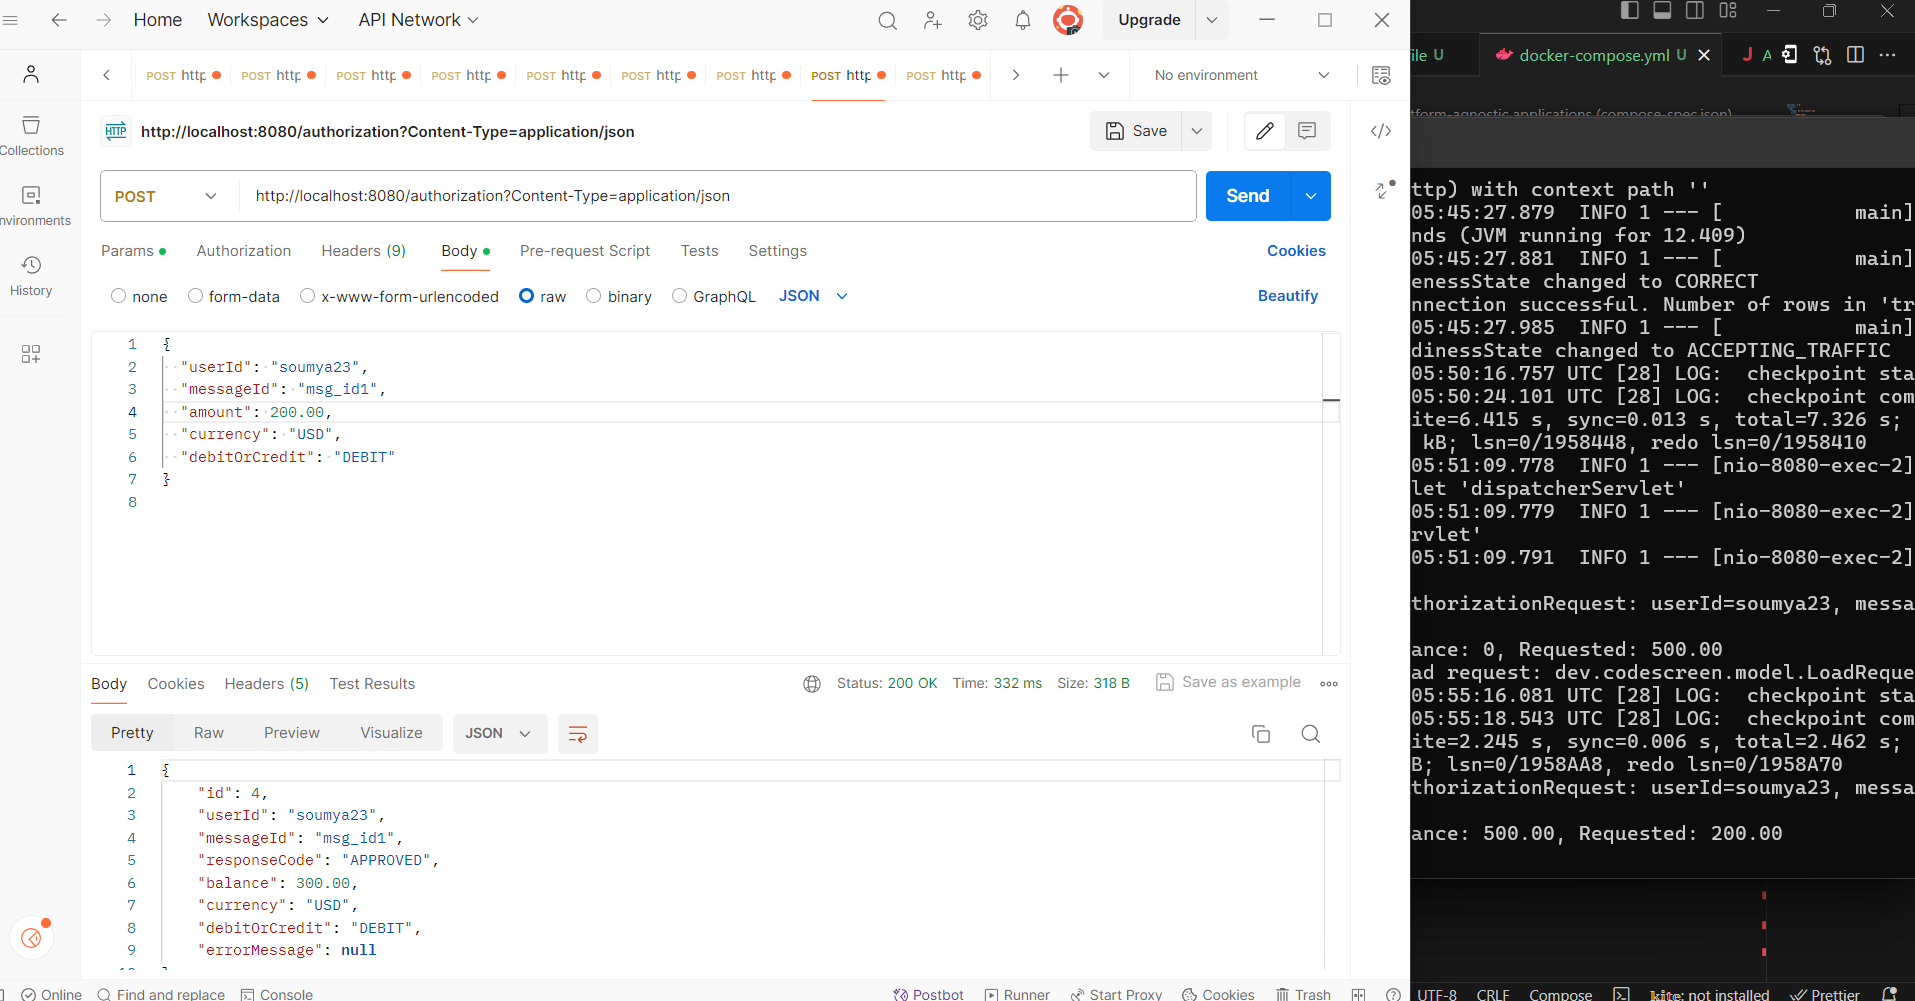 Home Workspaces API Network Upgrade
POST http POST http POST http POST http POST http POST http POST http POST http POST http No environment
HTTP http://localhost:8080/authorization?Content-Type=application/json Save
POST http://localhost:8080/authorization?Content-Type=application/json Send
Params Authorization Headers (9) Body Pre-request Script Tests Settings Cookies
none form-data x-www-form-urlencoded raw binary GraphQL JSON Beautify
Collections
nvironments
History
1 {
2 "userId": "soumya23",
3 "messageId": "msg_id1",
4 "amount": 200.00,
5 "currency": "USD",
6 "debitOrCredit": "DEBIT"
7 }
8
Body Cookies Headers (5) Test Results Status: 200 OK Time: 332 ms Size: 318 B Save as example
Pretty Raw Preview Visualize JSON
1 {
2 "id": 4,
3 "userId": "soumya23",
4 "messageId": "msg_id1",
5 "responseCode": "APPROVED",
6 "balance": 300.00,
7 "currency": "USD",
8 "debitOrCredit": "DEBIT",
9 "errorMessage": null
Online Find and replace Console Postbot Runner Start Proxy Cookies Trash
ile U docker-compose.yml U J A
tform-agnostic applications (compose-spec.json)
ttp) with context path ''
05:45:27.879 INFO 1 --- [ main]
nds (JVM running for 12.409)
05:45:27.881 INFO 1 --- [ main]
enessState changed to CORRECT
nnection successful. Number of rows in 'tr
05:45:27.985 INFO 1 --- [ main]
dinessState changed to ACCEPTING_TRAFFIC
05:50:16.757 UTC [28] LOG: checkpoint sta
05:50:24.101 UTC [28] LOG: checkpoint com
ite=6.415 s, sync=0.013 s, total=7.326 s;
kB; lsn=0/1958448, redo lsn=0/1958410
05:51:09.778 INFO 1 --- [nio-8080-exec-2]
let 'dispatcherServlet'
05:51:09.779 INFO 1 --- [nio-8080-exec-2]
rvlet'
05:51:09.791 INFO 1 --- [nio-8080-exec-2]
thorizationRequest: userId=soumya23, messa
ance: 0, Requested: 500.00
ad request: dev.codescreen.model.LoadReque
05:55:16.081 UTC [28] LOG: checkpoint sta
05:55:18.543 UTC [28] LOG: checkpoint com
ite=2.245 s, sync=0.006 s, total=2.462 s;
B; lsn=0/1958AA8, redo lsn=0/1958A70
thorizationRequest: userId=soumya23, messa
ance: 500.00, Requested: 200.00
UTF-8 CRLF Compose kite: not installed Prettier